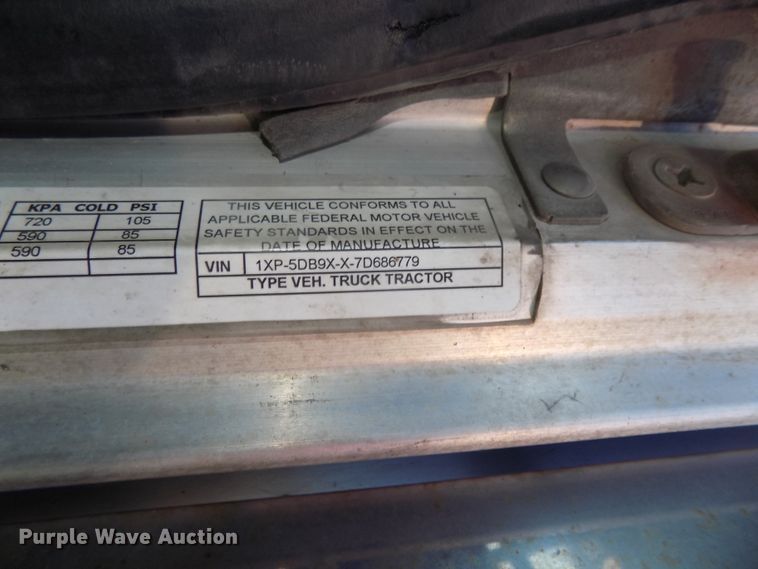 KPA COLD PSI
720 105
590 85
590 85
THIS VEHICLE CONFORMS TO ALL
APPLICABLE FEDERAL MOTOR VEHICLE
SAFETY STANDARDS IN EFFECT ON THE
DATE OF MANUFACTURE
VIN 1XP-5DB9X-X-7D686779
TYPE VEH. TRUCK TRACTOR
Purple Wave Auction